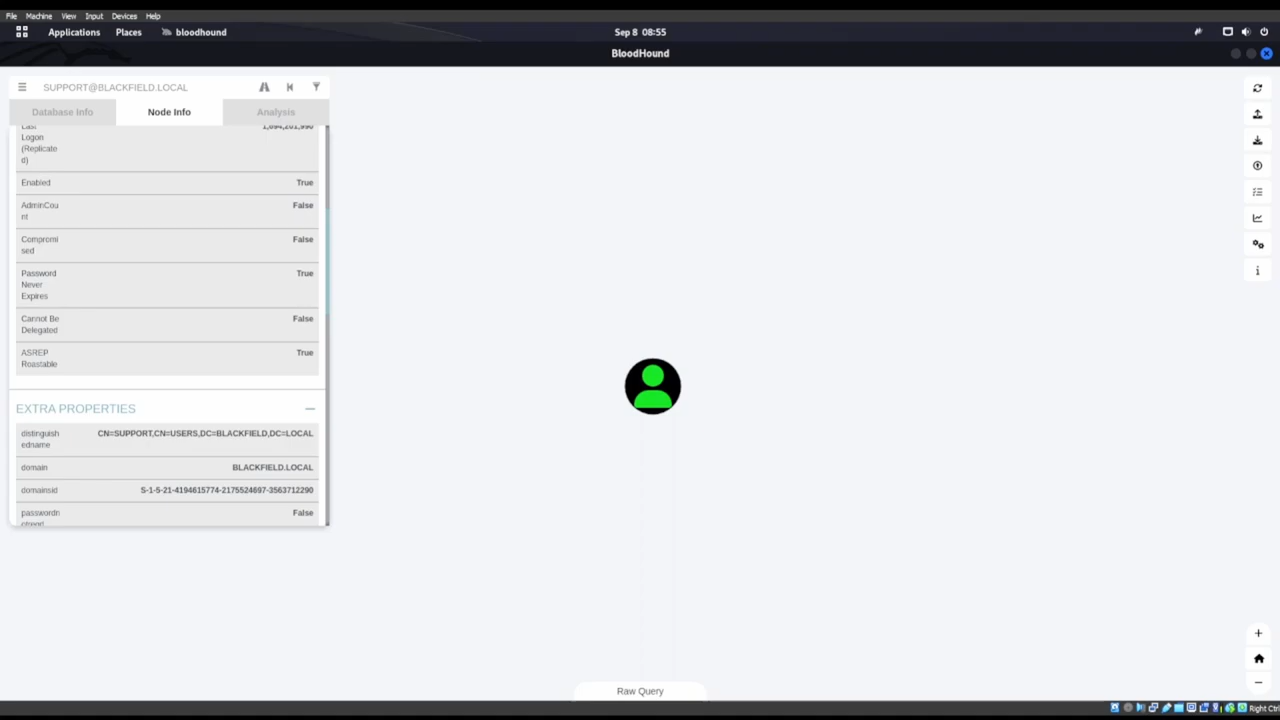 File Machine View Input Devices Help
Applications Places bloodhound Sep 8 08:55
BloodHound
SUPPORT@BLACKFIELD.LOCAL
Database Info Node Info Analysis
Last
Logon
(Replicate
d)
Enabled True
AdminCou
nt False
Compromi
sed False
Password
Never
Expires True
Cannot Be
Delegated False
ASREP
Roastable True
EXTRA PROPERTIES
distinguish
edname CN=SUPPORT,CN=USERS,DC=BLACKFIELD,DC=LOCAL
domain BLACKFIELD.LOCAL
domainsid S-1-5-21-4194615774-2175524697-3563712290
passwordn False
Raw Query
Right Ctrl